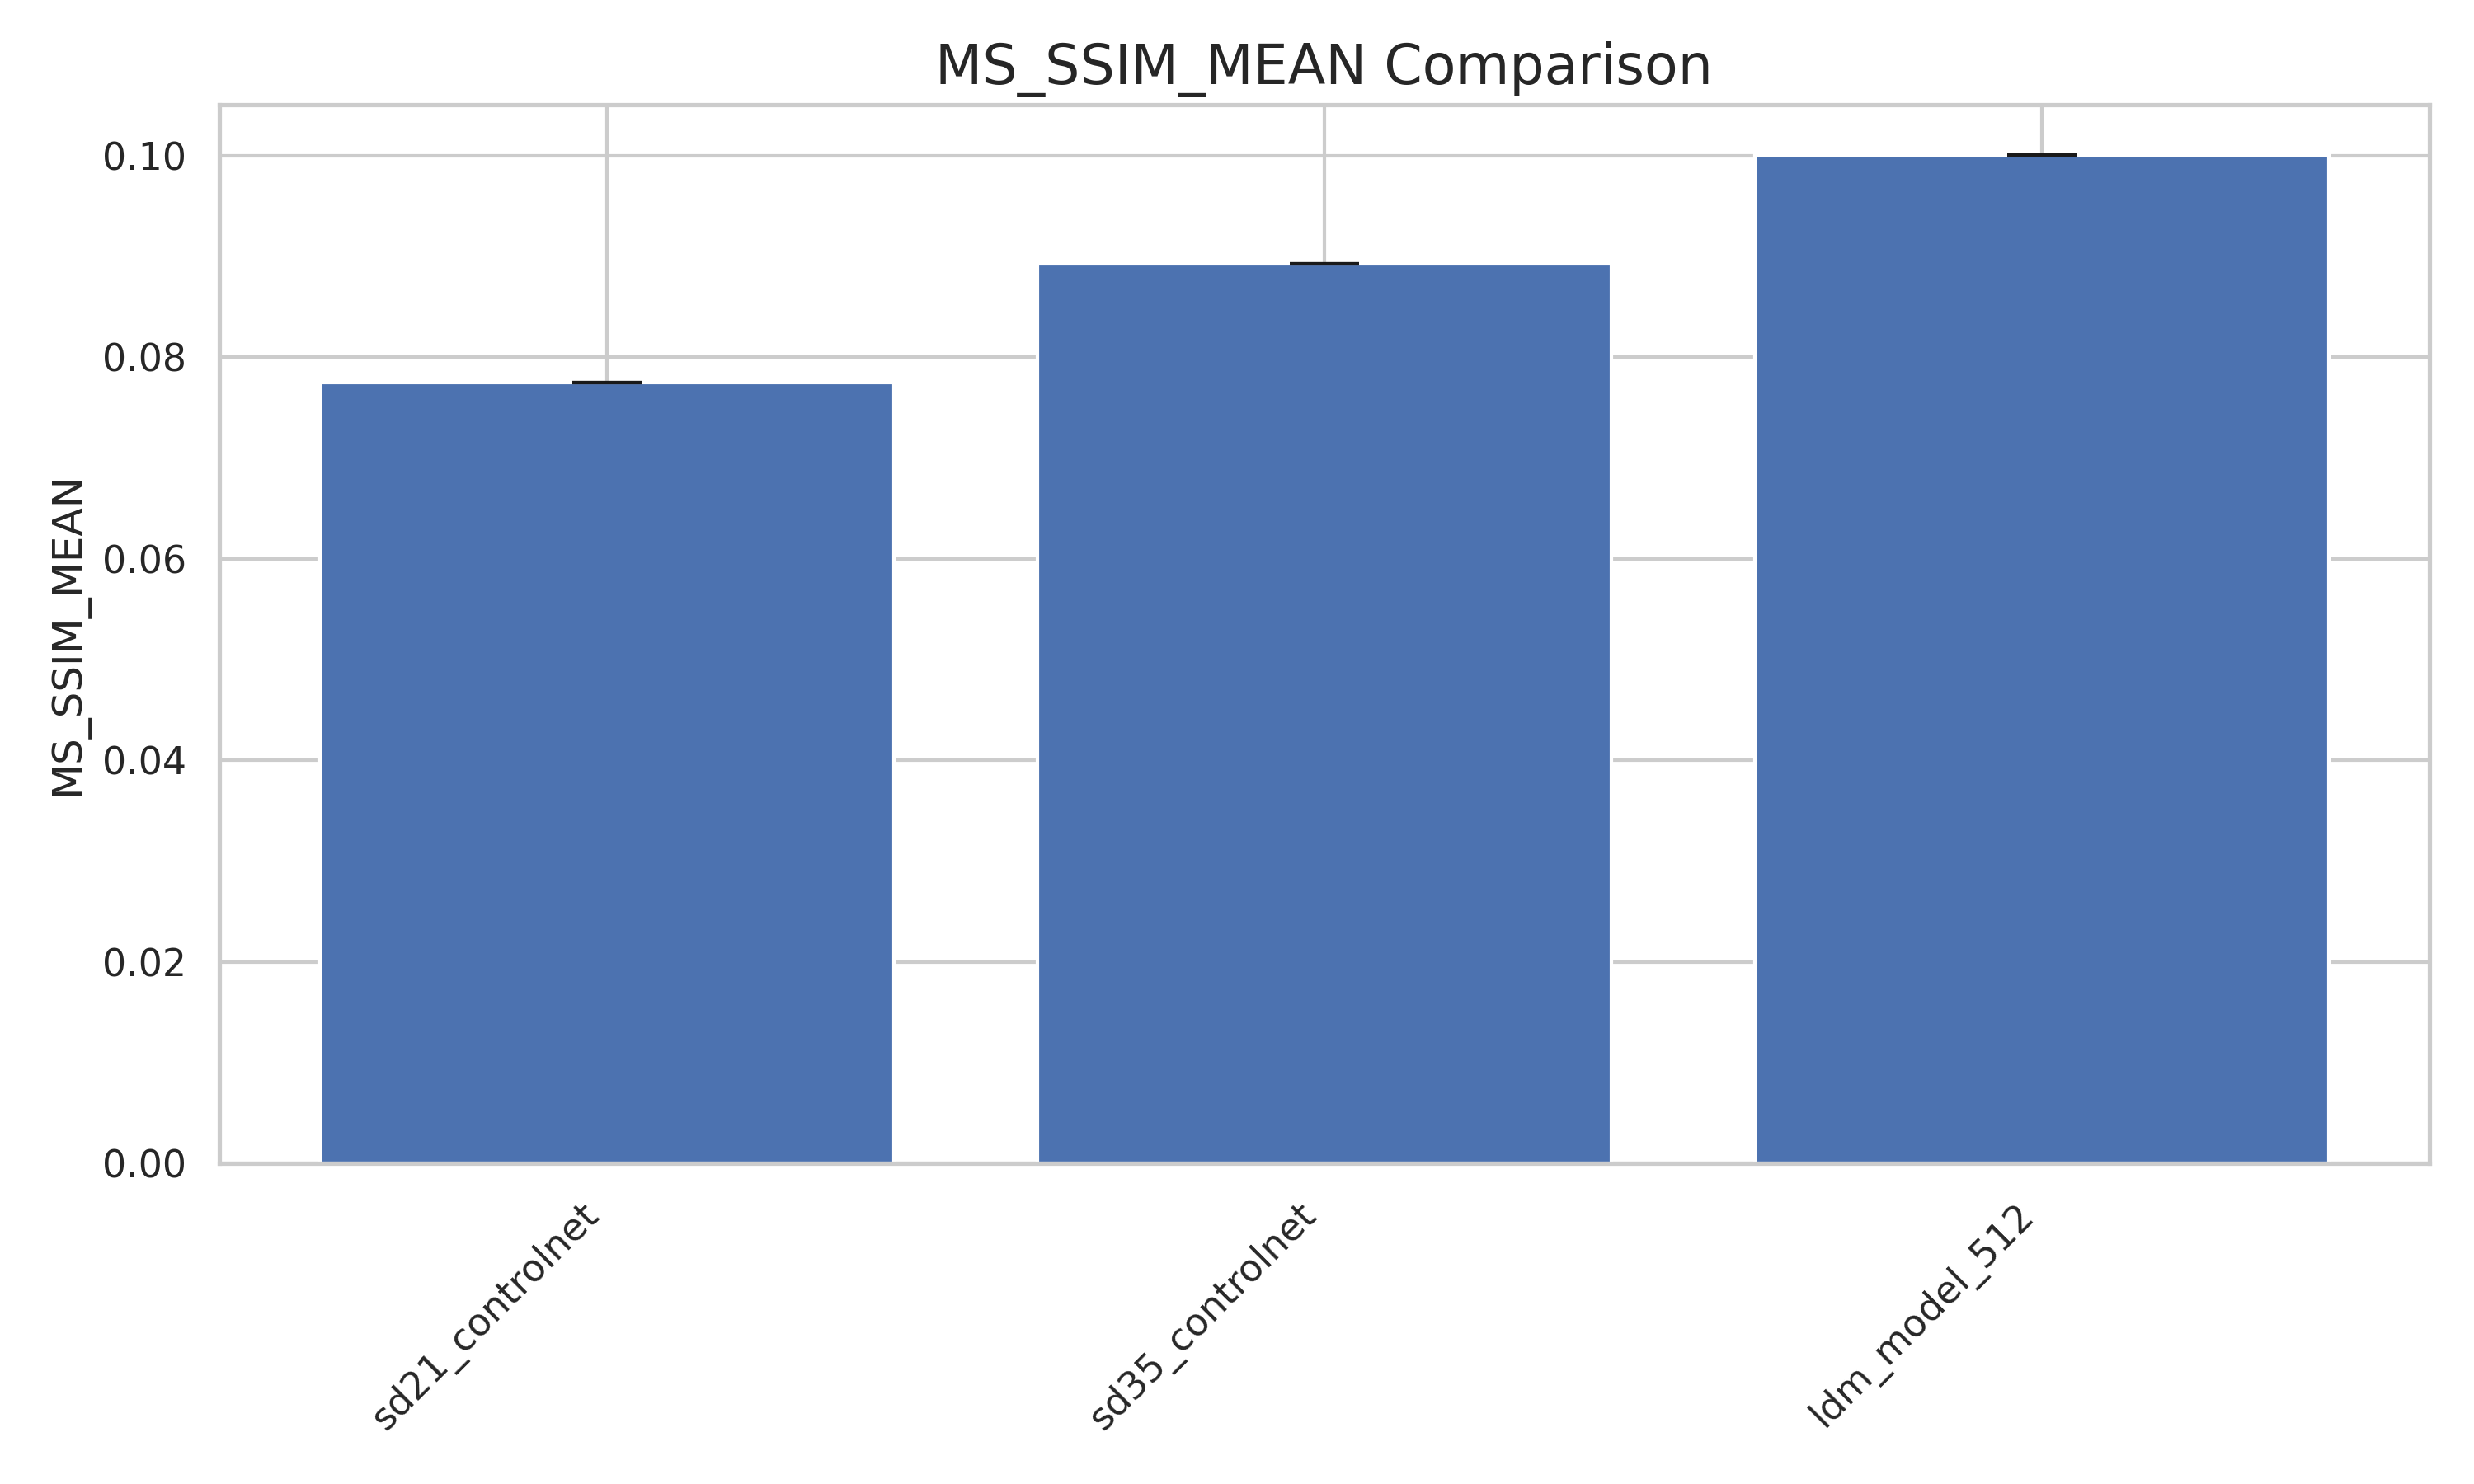 MS_SSIM_MEAN Comparison
MS_SSIM_MEAN
0.10
0.08
0.06
0.04
0.02
0.00
sd21_controlnet
sd35_controlnet
ldm_model_512